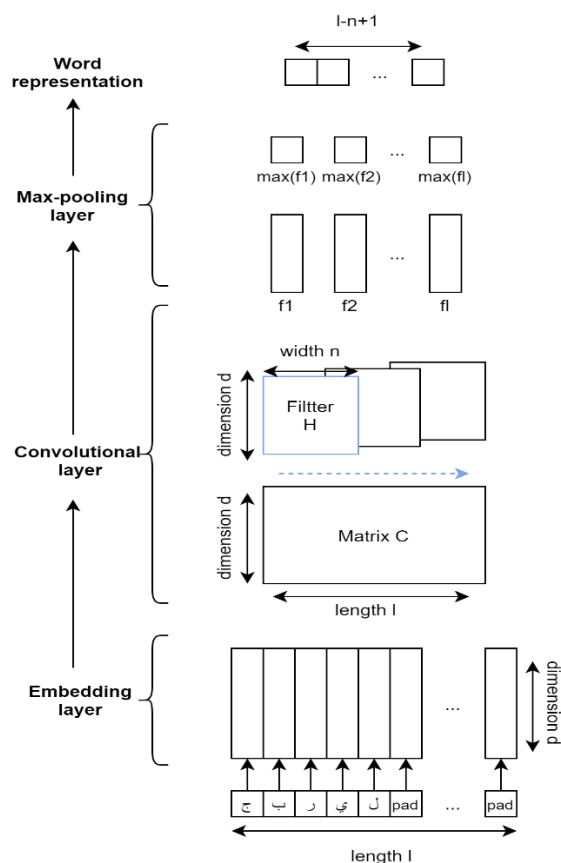 l-n+1
Word
representation
...
max(f1) max(f2) max(fl)
...
Max-pooling
layer
...
f1 f2 fl
width n
dimension d
Filtter
H
Convolutional
layer
dimension d
Matrix C
length l
Embedding
layer
...
dimension d
ج ب ر ي ل pad ... pad
length l